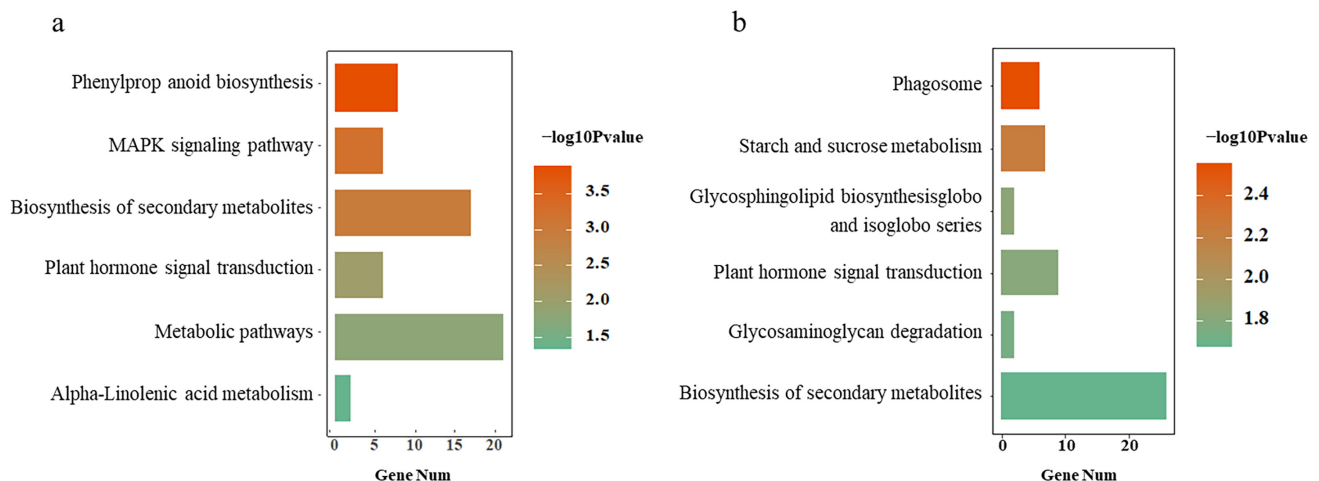 a
Phenylprop anoid biosynthesis
MAPK signaling pathway
Biosynthesis of secondary metabolites
Plant hormone signal transduction
Metabolic pathways
Alpha-Linolenic acid metabolism
0 5 10 15 20
Gene Num
−log10Pvalue
3.5
3.0
2.5
2.0
1.5
b
Phagosome
Starch and sucrose metabolism
Glycosphingolipid biosynthesisglobo
and isoglobo series
Plant hormone signal transduction
Glycosaminoglycan degradation
Biosynthesis of secondary metabolites
0 10 20
Gene Num
−log10Pvalue
2.4
2.2
2.0
1.8